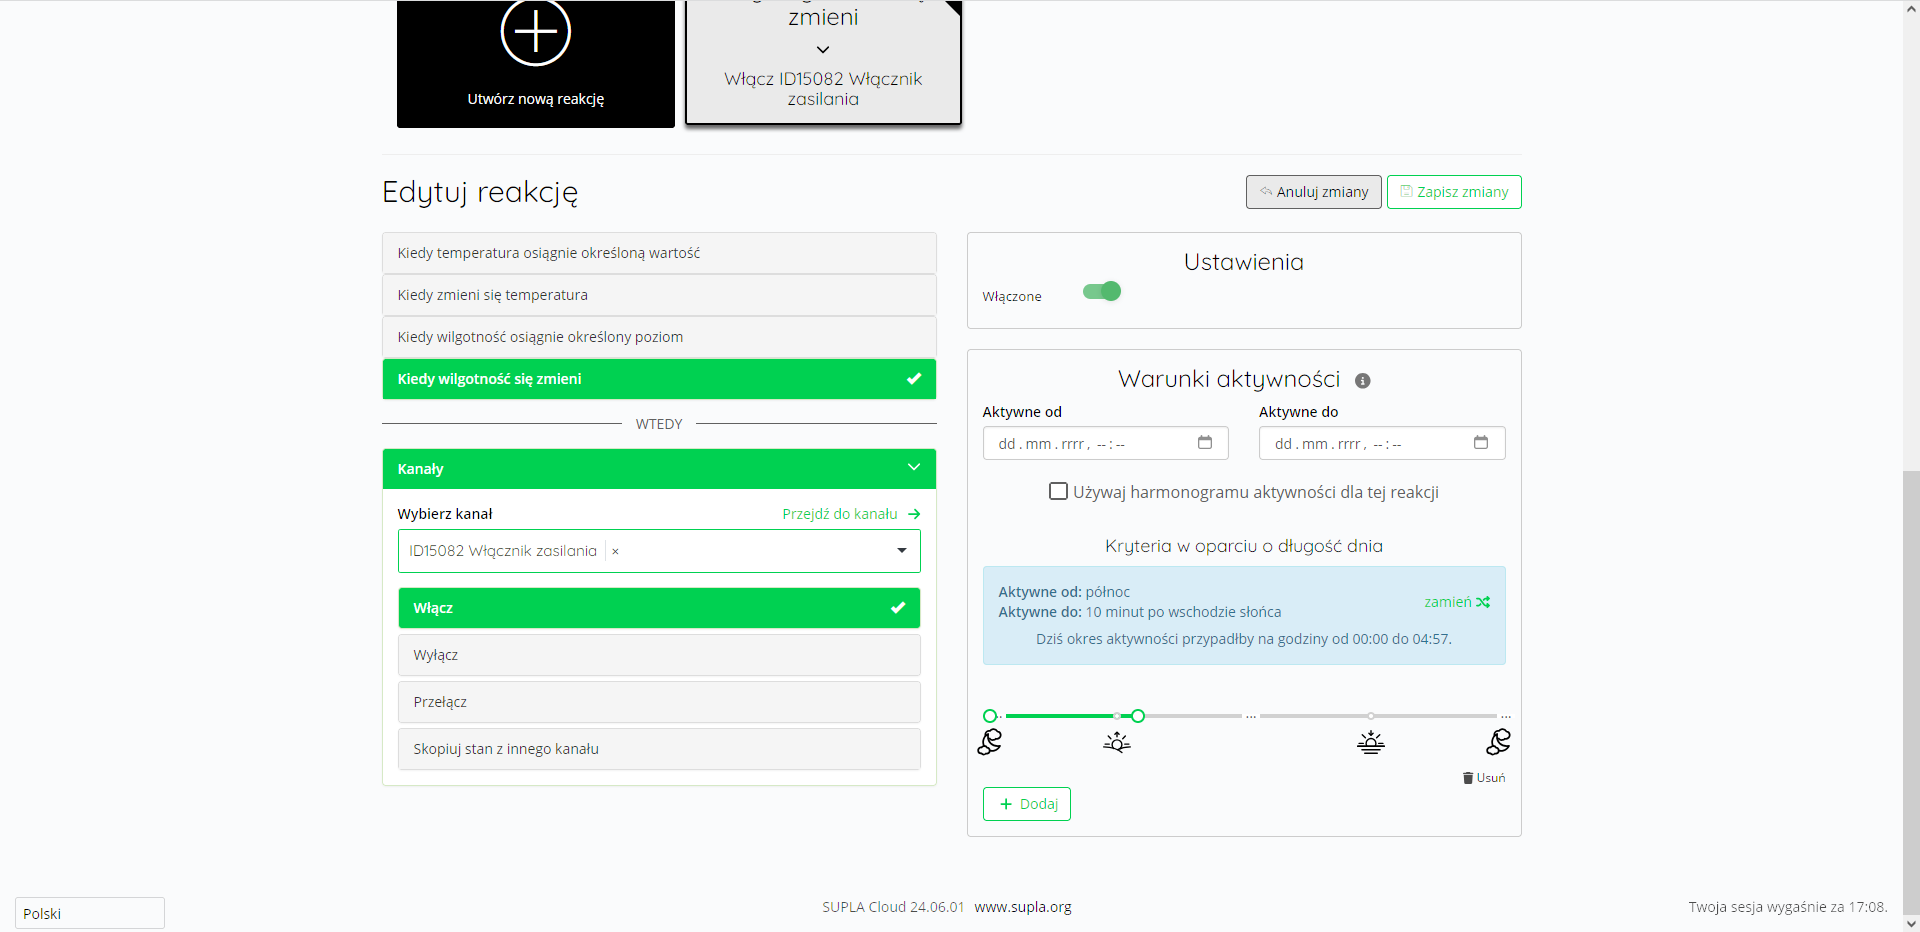 zmieni
Utwórz nową reakcję
Włącz ID15082 Włącznik
zasilania
Edytuj reakcję
Anuluj zmiany
Zapisz zmiany
Kiedy temperatura osiągnie określoną wartość
Kiedy zmieni się temperatura
Kiedy wilgotność osiągnie określony poziom
Kiedy wilgotność się zmieni
WTEDY
Kanały
Wybierz kanał
Przejdź do kanału
ID15082 Włącznik zasilania ×
Włącz
Wyłącz
Przełącz
Skopiuj stan z innego kanału
Ustawienia
Włączone
Warunki aktywności
Aktywne od
Aktywne do
dd.mm.rrrr, --:--
dd.mm.rrrr, --:--
Używaj harmonogramu aktywności dla tej reakcji
Kryteria w oparciu o długość dnia
Aktywne od: północ
Aktywne do: 10 minut po wschodzie słońca
zamień
Dziś okres aktywności przypadłby na godziny od 00:00 do 04:57.
Usuń
+ Dodaj
Polski
SUPLA Cloud 24.06.01 www.supla.org
Twoja sesja wygaśnie za 17:08.